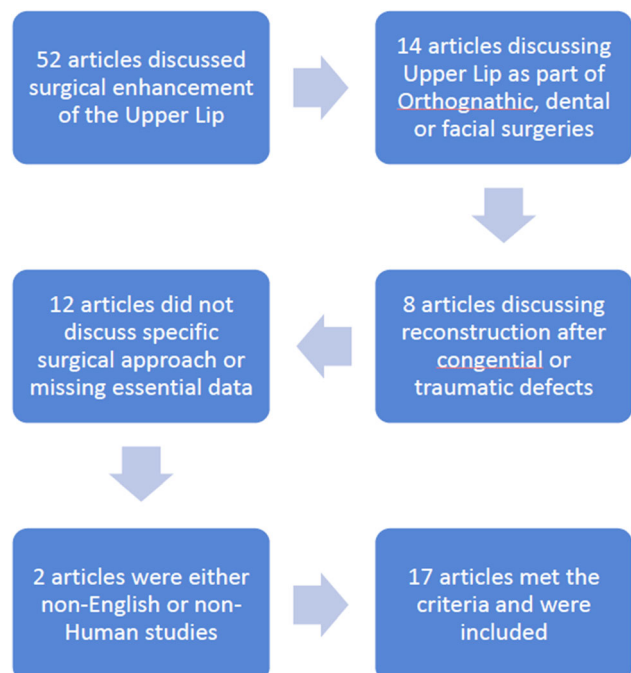 52 articles discussed
surgical enhancement
of the Upper Lip
14 articles discussing
Upper Lip as part of
Orthognathic, dental
or facial surgeries
8 articles discussing
reconstruction after
congential or
traumatic defects
12 articles did not
discuss specific
surgical approach or
missing essential data
2 articles were either
non-English or non-
Human studies
17 articles met the
criteria and were
included